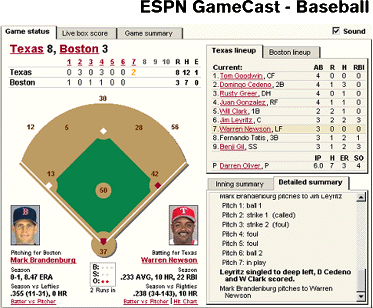 ESPN GameCast - Baseball
Game status Live box score Game summary
Sound
Texas 8, Boston 3
1 2 3 4 5 6 7 8 9 10 R H E
Texas 0 3 0 0 3 0 2 8 12 1
Boston 0 1 0 1 0 0 3 7 0
30
12 28
5 56
13 42
50
37
Pitching for Boston
Mark Brandenburg
Season
0-1, 8.47 ERA
Season vs Lefties
.355 (11-31), 0 HR
Batter vs Pitcher
B:
S:
O:
2 Runs in
Batting for Texas
Warren Newson
Season
.233 AVG, 10 HR, 22 RBI
Season vs Righties
.238 (34-143), 9 HR
Batter vs Pitcher | Hit Chart
Texas lineup Boston lineup
Current: AB R H RBI
1. Tom Goodwin, CF 4 0 0 0
2. Domingo Cedeno, 2B 4 1 3 0
3. Rusty Greer, DH 4 0 1 0
4. Juan Gonzalez, RF 4 1 1 0
5. Will Clark, 1B 2 2 1 0
6. Jim Leyritz, C 3 2 3 3
7. Warren Newson, LF 3 0 0 0
8. Fernando Tatis, 3B 3 1 2 1
9. Benji Gil, SS 3 1 1 3
IP H ER SO
P Darren Oliver, P 6.0 7 3 4
Inning summary Detailed summary
Mark Brandenburg pitches to Jim Leyritz
Pitch 1: ball 1
Pitch 2: strike 1 (called)
Pitch 3: strike 2 (foul)
Pitch 4: foul
Pitch 5: foul
Pitch 6: ball 2
Pitch 7: in play
Leyritz singled to deep left, D Cedeno
and W Clark scored.
Mark Brandenburg pitches to Warren
Newson